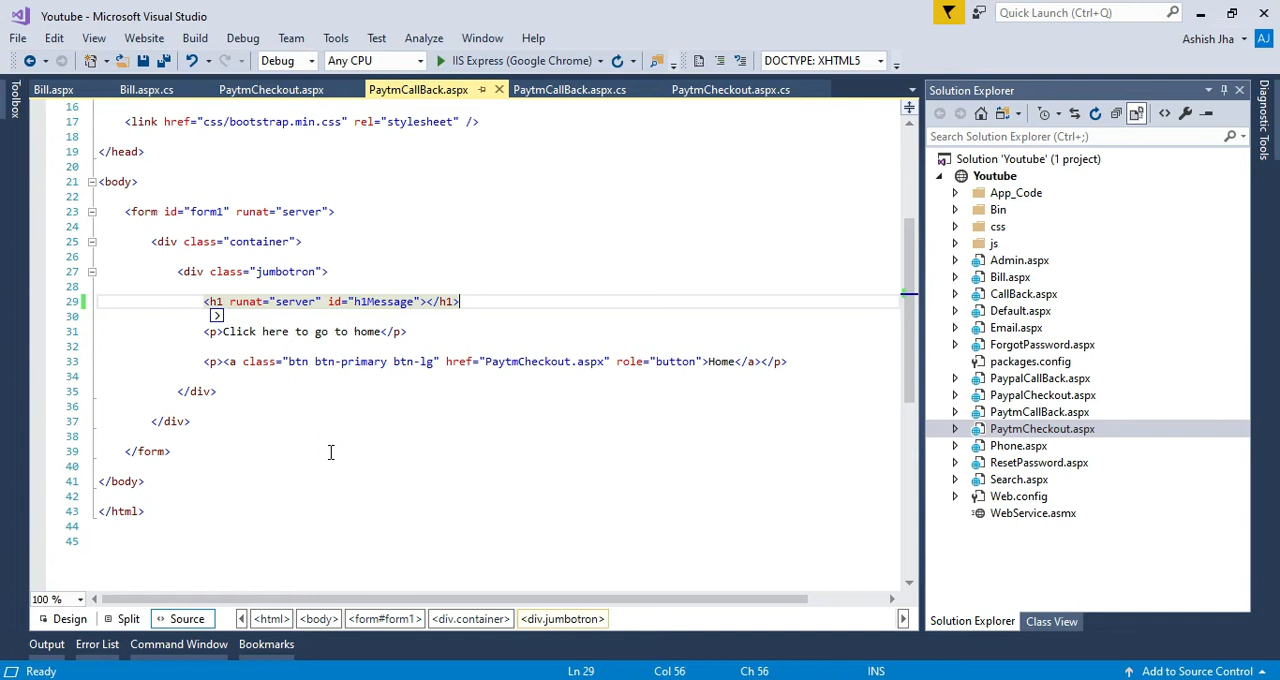 Youtube - Microsoft Visual Studio
Quick Launch (Ctrl+Q)
File Edit View Website Build Debug Team Tools Test Analyze Window Help
Ashish Jha AJ
Debug Any CPU IIS Express (Google Chrome) DOCTYPE: XHTML5
Toolbox
Bill.aspx Bill.aspx.cs PaytmCheckout.aspx PaytmCallBack.aspx PaytmCallBack.aspx.cs PaytmCheckout.aspx.cs
16
17 <link href="css/bootstrap.min.css" rel="stylesheet" />
18
19 </head>
20
21 <body>
22
23 <form id="form1" runat="server">
24
25 <div class="container">
26
27 <div class="jumbotron">
28
29 <h1 runat="server" id="h1Message"></h1>
30
31 <p>Click here to go to home</p>
32
33 <p><a class="btn btn-primary btn-lg" href="PaytmCheckout.aspx" role="button">Home</a></p>
34
35 </div>
36
37 </div>
38
39 </form>
40
41 </body>
42
43 </html>
44
45
100 %
Design Split Source <html> <body> <form#form1> <div.container> <div.jumbotron>
Solution Explorer
Search Solution Explorer (Ctrl+;)
Solution 'Youtube' (1 project)
Youtube
App_Code
Bin
css
js
Admin.aspx
Bill.aspx
CallBack.aspx
Default.aspx
Email.aspx
ForgotPassword.aspx
packages.config
PaypalCallBack.aspx
PaypalCheckout.aspx
PaytmCallBack.aspx
PaytmCheckout.aspx
Phone.aspx
ResetPassword.aspx
Search.aspx
Web.config
WebService.asmx
Solution Explorer Class View
Diagnostic Tools
Output Error List Command Window Bookmarks
Ready Ln 29 Col 56 Ch 56 INS Add to Source Control